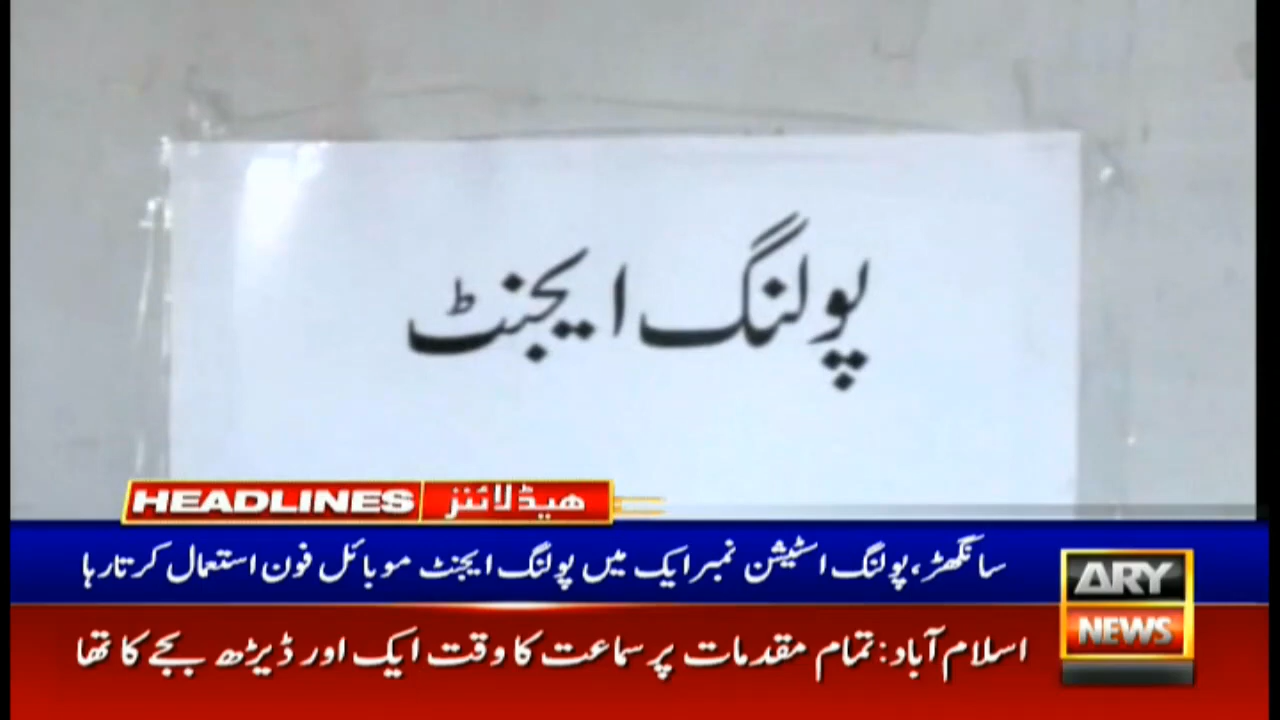 پولنگ ایجنٹ
HEADLINES ھیڈلائنز
سانگھڑ، پولنگ اسٹیشن نمبر ایک میں پولنگ ایجنٹ موبائل فون استعمال کرتا رہا
ARY
NEWS
اسلام آباد: تمام مقدمات پر سماعت کا وقت ایک اور ڈیڑھ بجے کا تھا